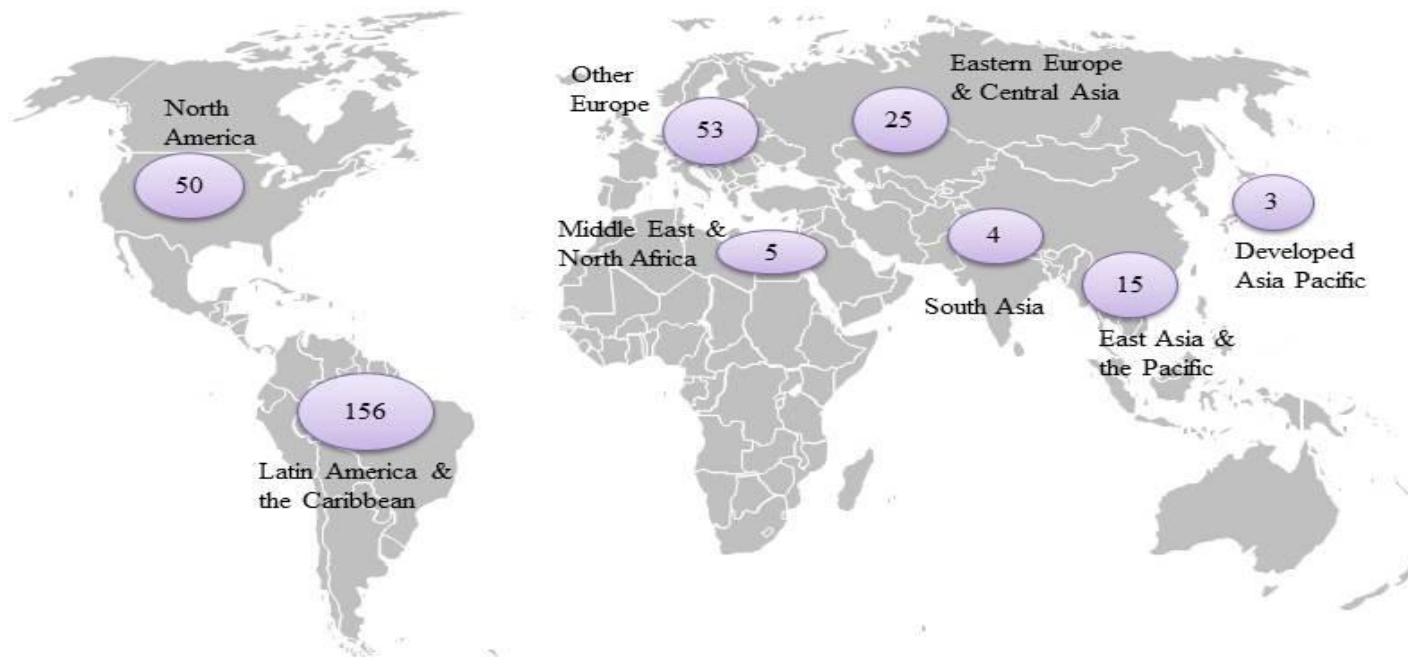 North
America
50
Other
Europe
53
Eastern Europe
& Central Asia
25
3
Developed
Asia Pacific
Middle East &
North Africa
5
4
South Asia
15
East Asia &
the Pacific
156
Latin America &
the Caribbean